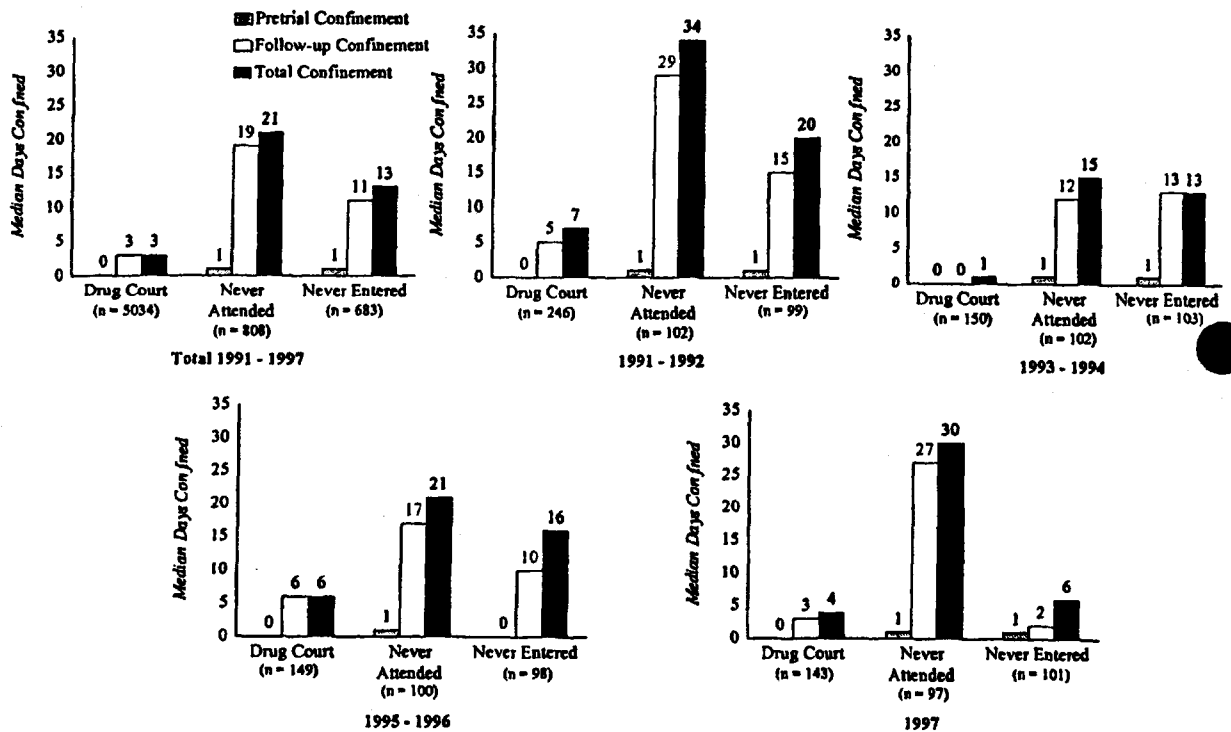 Pretrial Confinement
Follow-up Confinement
Total Confinement
Median Days Confined
35
30
25
20
15
10
5
0
0 3 3
1 19 21
1 11 13
Drug Court
(n = 5034)
Never
Attended
(n = 808)
Never Entered
(n = 683)
Total 1991 - 1997
Median Days Confined
35
30
25
20
15
10
5
0
0 5 7
1 29 34
1 15 20
Drug Court
(n = 246)
Never
Attended
(n = 102)
Never Entered
(n = 99)
1991 - 1992
Median Days Confined
35
30
25
20
15
10
5
0
0 0 1
1 12 15
1 13 13
Drug Court
(n = 150)
Never
Attended
(n = 102)
Never Entered
(n = 103)
1993 - 1994
Median Days Confined
35
30
25
20
15
10
5
0
0 6 6
1 17 21
0 10 16
Drug Court
(n = 149)
Never
Attended
(n = 100)
Never Entered
(n = 98)
1995 - 1996
Median Days Confined
35
30
25
20
15
10
5
0
0 3 4
1 27 30
1 2 6
Drug Court
(n = 143)
Never
Attended
(n = 97)
Never Entered
(n = 101)
1997